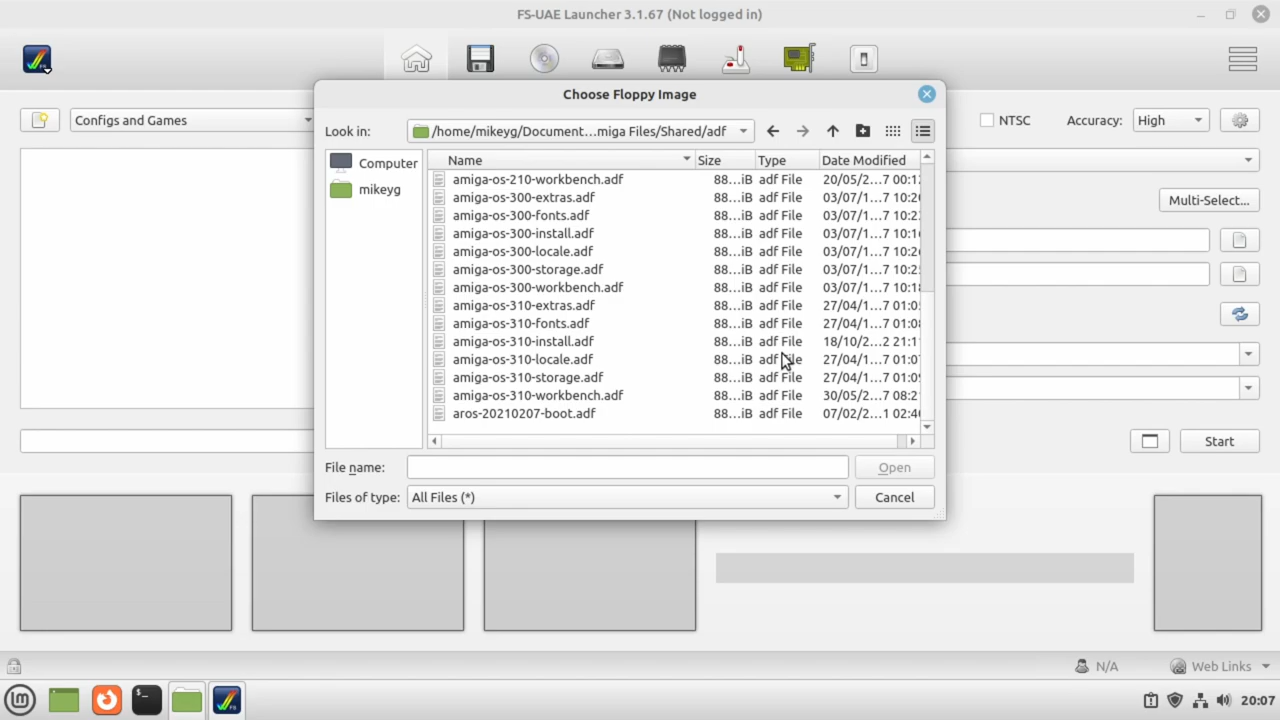 FS-UAE Launcher 3.1.67 (Not logged in)
Choose Floppy Image
Configs and Games
Look in: /home/mikeyg/Document...miga Files/Shared/adf
NTSC
Accuracy: High
Computer
mikeyg
Name Size Type Date Modified
amiga-os-210-workbench.adf 88...iB adf File 20/05/2...7 00:12
amiga-os-300-extras.adf 88...iB adf File 03/07/1...7 10:20
amiga-os-300-fonts.adf 88...iB adf File 03/07/1...7 10:2
amiga-os-300-install.adf 88...iB adf File 03/07/1...7 10:16
amiga-os-300-locale.adf 88...iB adf File 03/07/1...7 10:26
amiga-os-300-storage.adf 88...iB adf File 03/07/1...7 10:2
amiga-os-300-workbench.adf 88...iB adf File 03/07/1...7 10:18
amiga-os-310-extras.adf 88...iB adf File 27/04/1...7 01:0
amiga-os-310-fonts.adf 88...iB adf File 27/04/1...7 01:08
amiga-os-310-install.adf 88...iB adf File 18/10/2...2 21:1
amiga-os-310-locale.adf 88...iB adf File 27/04/1...7 01:07
amiga-os-310-storage.adf 88...iB adf File 27/04/1...7 01:09
amiga-os-310-workbench.adf 88...iB adf File 30/05/2...7 08:2
aros-20210207-boot.adf 88...iB adf File 07/02/2...1 02:46
Multi-Select...
File name:
Open
Files of type: All Files (*)
Cancel
Start
N/A
Web Links
20:07